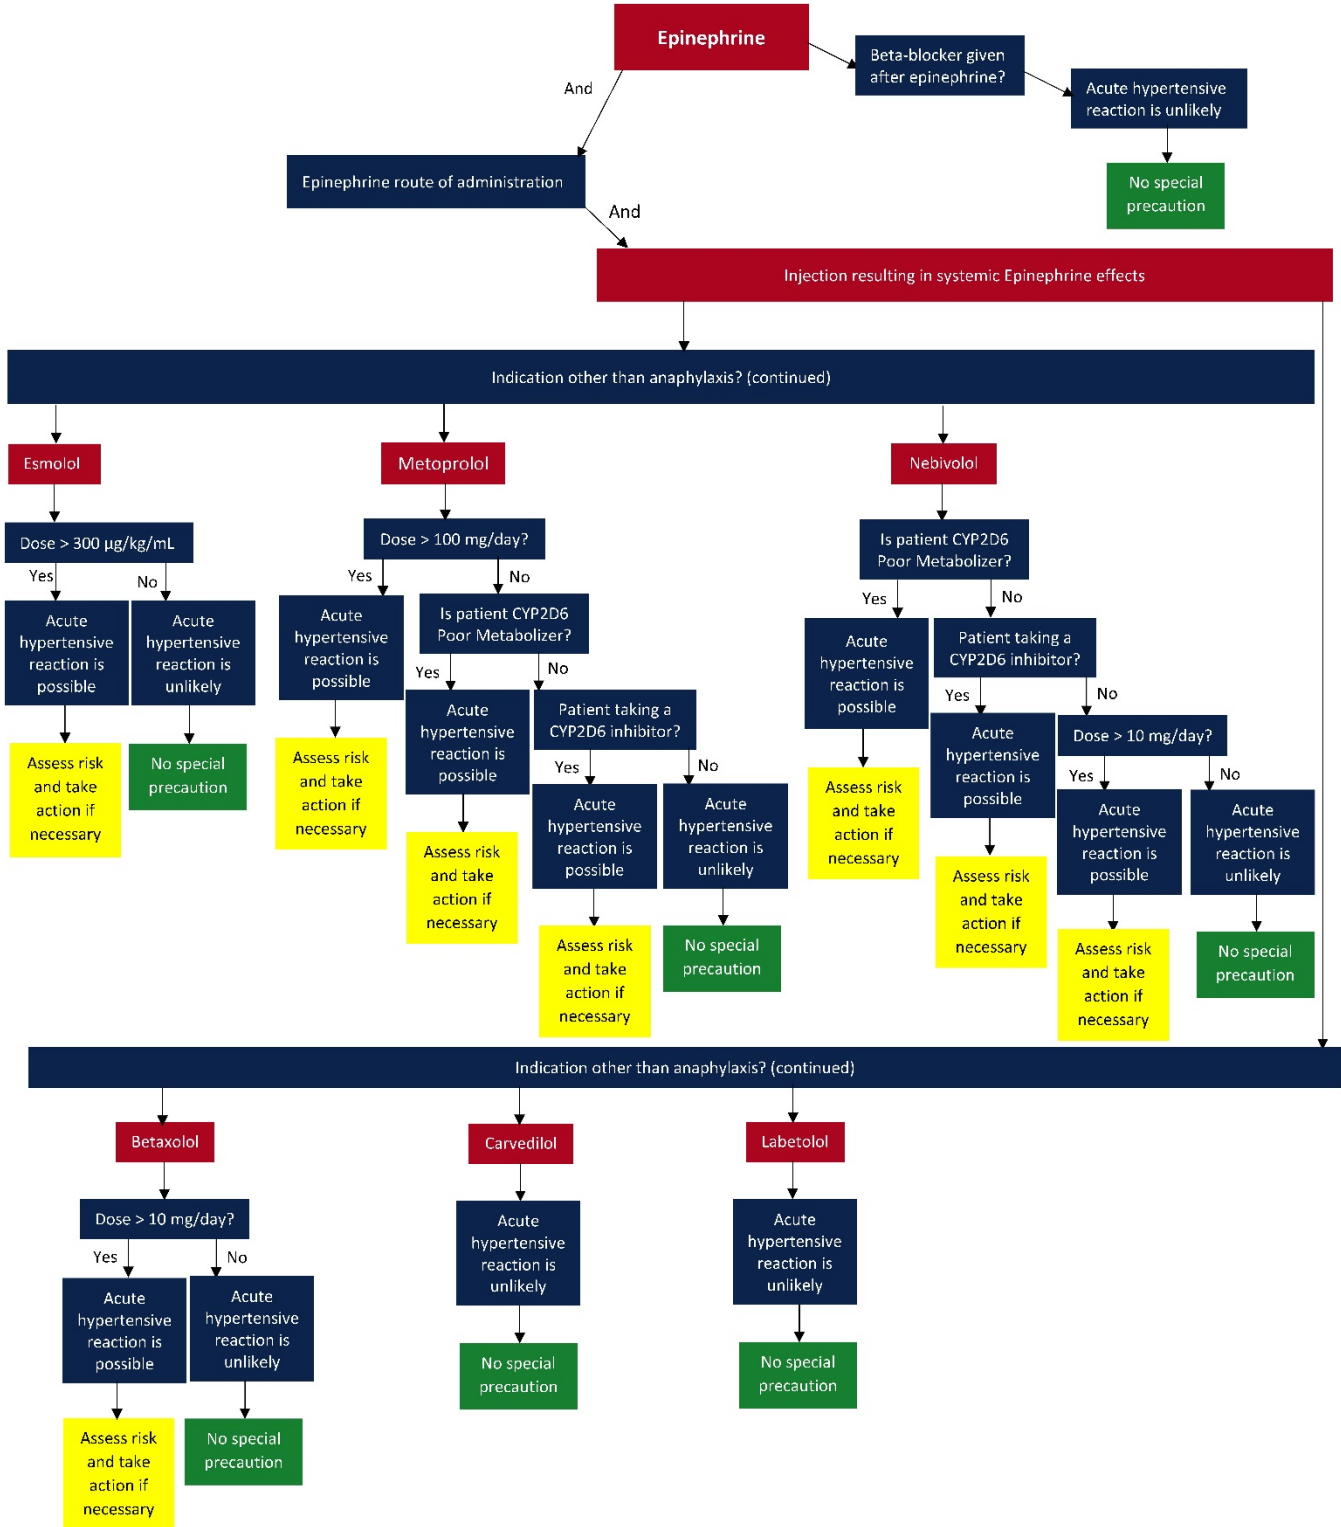 Epinephrine
Beta-blocker given
after epinephrine?
Acute hypertensive
reaction is unlikely
No special
precaution
And
Epinephrine route of administration
And
Injection resulting in systemic Epinephrine effects
Indication other than anaphylaxis? (continued)
Esmolol
Dose > 300 µg/kg/mL
Yes
No
Acute
hypertensive
reaction is
possible
Acute
hypertensive
reaction is
unlikely
Assess risk
and take
action if
necessary
No special
precaution
Metoprolol
Dose > 100 mg/day?
Yes
No
Acute
hypertensive
reaction is
possible
Assess risk
and take
action if
necessary
Is patient CYP2D6
Poor Metabolizer?
Yes
No
Acute
hypertensive
reaction is
possible
Assess risk
and take
action if
necessary
Patient taking a
CYP2D6 inhibitor?
Yes
No
Acute
hypertensive
reaction is
possible
Acute
hypertensive
reaction is
unlikely
Assess risk
and take
action if
necessary
No special
precaution
Nebivolol
Is patient CYP2D6
Poor Metabolizer?
Yes
No
Acute
hypertensive
reaction is
possible
Assess risk
and take
action if
necessary
Patient taking a
CYP2D6 inhibitor?
Yes
No
Acute
hypertensive
reaction is
possible
Assess risk
and take
action if
necessary
Dose > 10 mg/day?
Yes
No
Acute
hypertensive
reaction is
possible
Acute
hypertensive
reaction is
unlikely
Assess risk
and take
action if
necessary
No special
precaution
Indication other than anaphylaxis? (continued)
Betaxolol
Dose > 10 mg/day?
Yes
No
Acute
hypertensive
reaction is
possible
Acute
hypertensive
reaction is
unlikely
Assess risk
and take
action if
necessary
No special
precaution
Carvedilol
Acute
hypertensive
reaction is
unlikely
No special
precaution
Labetolol
Acute
hypertensive
reaction is
unlikely
No special
precaution